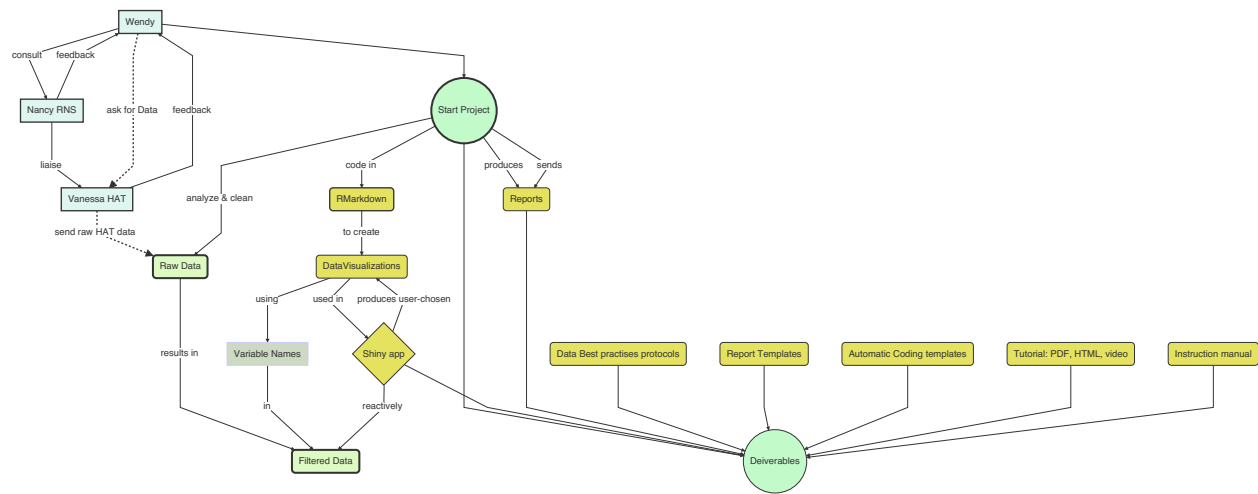 Wendy
consult
feedback
Nancy RNS
ask for Data
feedback
Start Project
liaise
code in
produces
sends
Vanessa HAT
analyze & clean
RMarkdown
Reports
send raw HAT data
to create
Raw Data
DataVisualizations
using
used in
produces user-chosen
results in
Variable Names
Shiny app
Data Best practises protocols
Report Templates
Automatic Coding templates
Tutorial: PDF, HTML, video
Instruction manual
in
reactively
Filtered Data
Deiverables